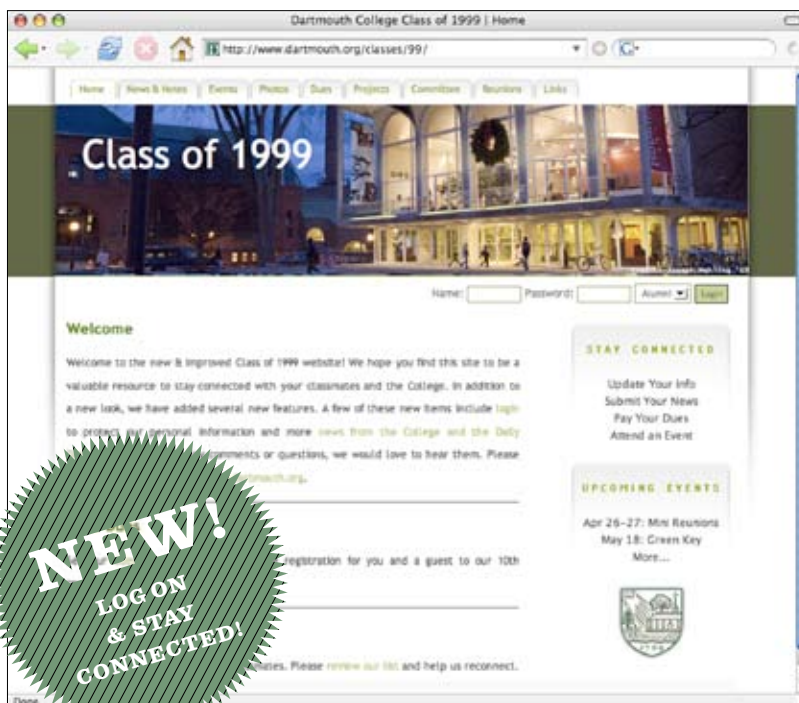 Dartmouth College Class of 1999 | Home
http://www.dartmouth.org/classes/99/
Home News & Notes Events Photos Dues Projects Committee Reunions Links
Class of 1999
Name: Password: Alumni Login
Welcome
Welcome to the new & improved Class of 1999 website! We hope you find this site to be a
valuable resource to stay connected with your classmates and the College. In addition to
a new look, we have added several new features. A few of these new items include login
to protect our personal information and more news from the College and the Daily
comments or questions, we would love to hear them. Please
registration for you and a guest to our 10th
Please review our list and help us reconnect.
STAY CONNECTED
Update Your Info
Submit Your News
Pay Your Dues
Attend an Event
UPCOMING EVENTS
Apr 26-27: Mini Reunions
May 18: Green Key
More...
NEW!
LOG ON
& STAY
CONNECTED!
Done